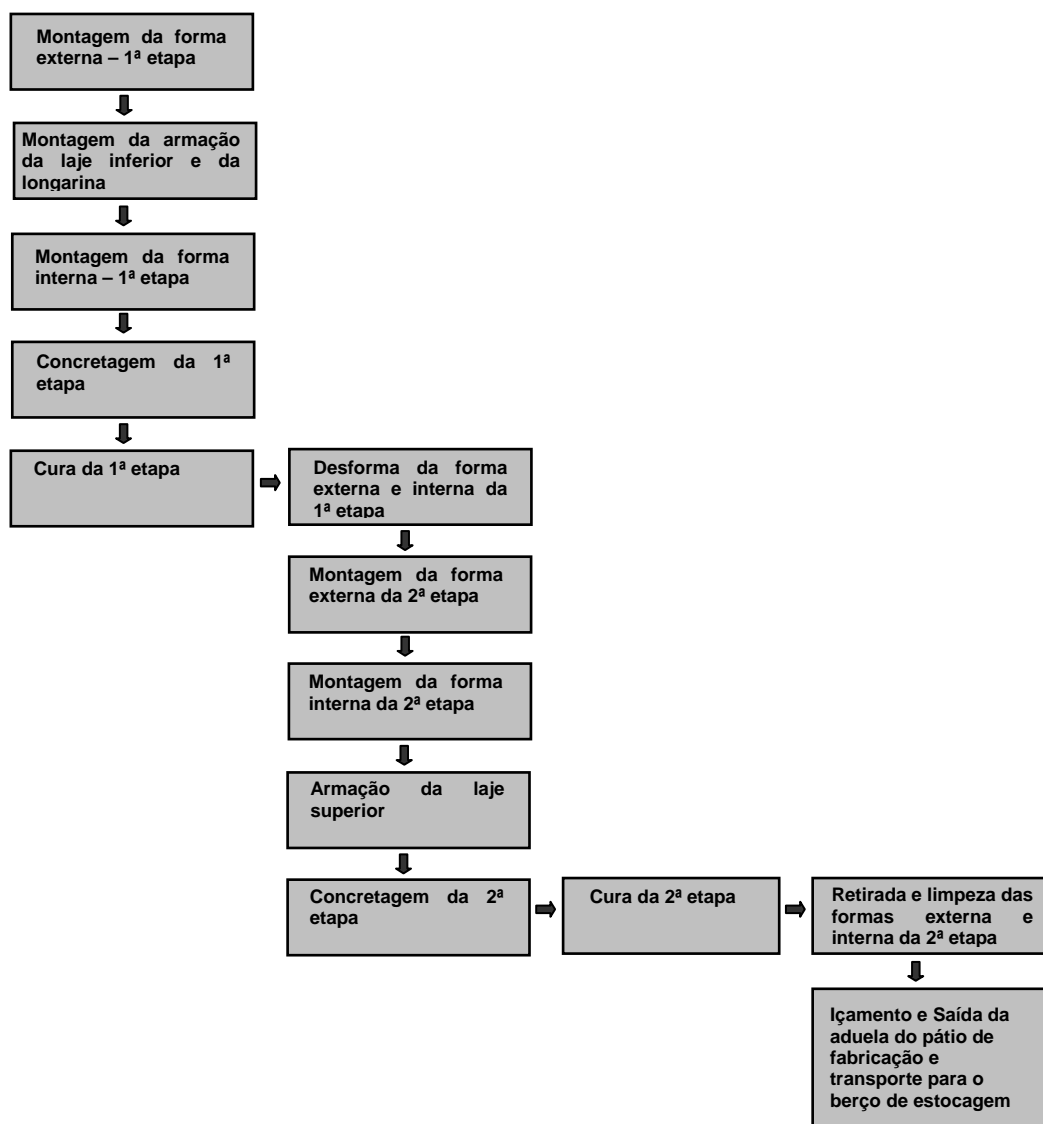 Montagem da forma
externa – 1ª etapa
Montagem da armação
da laje inferior e da
longarina
Montagem da forma
interna – 1ª etapa
Concretagem da 1ª
etapa
Cura da 1ª etapa
Desforma da forma
externa e interna da
1ª etapa
Montagem da forma
externa da 2ª etapa
Montagem da forma
interna da 2ª etapa
Armação da laje
superior
Concretagem da 2ª
etapa
Cura da 2ª etapa
Retirada e limpeza das
formas externa e
interna da 2ª etapa
Içamento e Saída da
aduela do pátio de
fabricação e
transporte para o
berço de estocagem